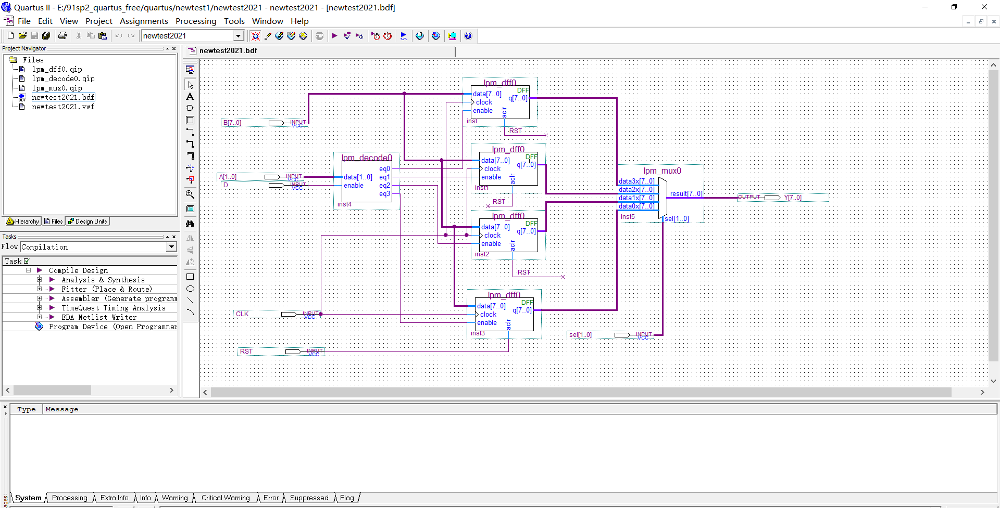 Quartus II - E:/91sp2_quartus_free/quartus/newtest1/newtest2021 - newtest2021 - [newtest2021.bdf]
File Edit View Project Assignments Processing Tools Window Help
newtest2021
STOP
Project Navigator
Files
lpm_dff0.qip
lpm_decode0.qip
lpm_mux0.qip
BDF newtest2021.bdf
newtest2021.vwf
Hierarchy Files Design Units
Tasks
Flow Compilation
Task
Compile Design
Analysis & Synthesis
Fitter (Place & Route)
Assembler (Generate programm
TimeQuest Timing Analysis
EDA Netlist Writer
Program Device (Open Programmer
newtest2021.bdf
A
lpm_dff0
DFF
data[7..0]
q[7..0]
clock
enable
aclr
inst
RST
B[7..0] INPUT VCC
lpm_dff0
DFF
data[7..0]
q[7..0]
clock
enable
aclr
inst1
RST
lpm_decode0
eq0
data[1..0] eq1
enable eq2
eq3
inst4
A[1..0] INPUT VCC
D INPUT VCC
lpm_dff0
DFF
data[7..0]
q[7..0]
clock
enable
aclr
inst2
RST
lpm_mux0
data3x[7..0]
data2x[7..0]
result[7..0]
data1x[7..0]
data0x[7..0]
inst5
sel[1..0]
OUTPUT Y[7..0]
lpm_dff0
DFF
data[7..0]
q[7..0]
clock
enable
aclr
inst3
CLK INPUT VCC
sel[1..0] INPUT VCC
RST INPUT VCC
Type Message
System Processing Extra Info Info Warning Critical Warning Error Suppressed Flag
ages